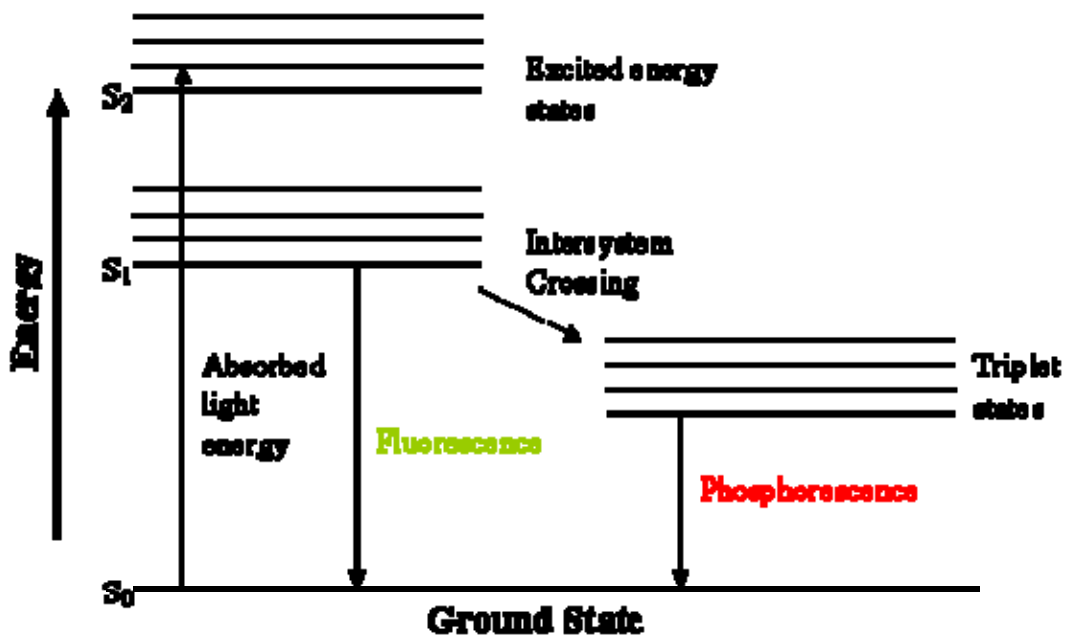 S₂
Excited energy
states
Energy
S₁
Intersystem
Crossing
Absorbed
light
energy
Fluorescence
Triplet
states
Phosphorescence
S₀
Ground State